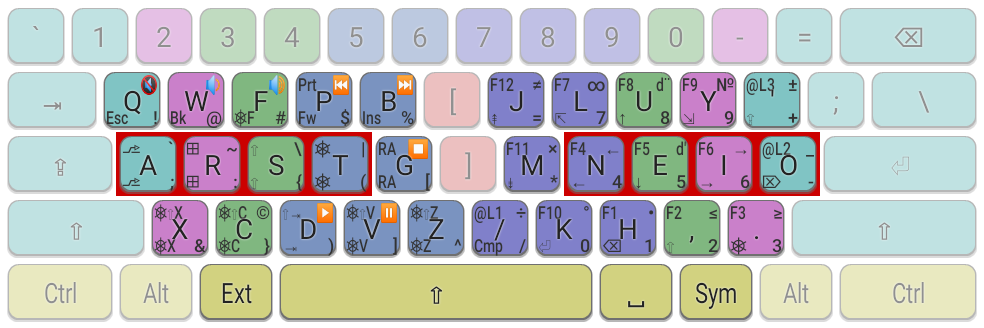 ` 1 2 3 4 5 6 7 8 9 0 - = ⌫
Prt F12 ≠ F7 ∞ F8 d¨ F9 № @L3 ±
⇥ Q W F P B [ J L U Y ' ; \
Esc ! Bk @ ⎈F # Fw $ Ins % ⇞ = ↖ 7 ↑ 8 ⇲ 9 ⇧ +
` ⊞ ~ ⇧ \ ⎈ | RA F11 × F4 ← F5 d' F6 → @L2 _
⇪ A R S T G ] M N E I O ⏎
; ⊞ : ⇧ { ⎈ ( RA [ ⇟ * ← 4 ↓ 5 → 6 ⌦
⎈⇧X ⎈⇧C © ⇧⇥ ⎈⇧V ⎈⇧Z @L1 ÷ F10 ° F1 • F2 ≤ F3 ≥
⇧ X C D V Z / K H , . ⇧
⎈X & ⎈C } ⇥ ) ⎈V ] ⎈Z ^ Cmp / ⏎ 0 ⌫ 1 ⇧ 2 ⎈ 3
Ctrl Alt Ext ⇧ ␣ Sym Alt Ctrl